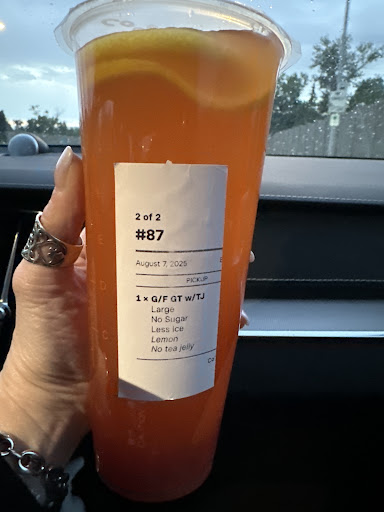 2 of 2
#87
August 7, 2025
PICKUP
1 × G/F GT w/TJ
Large
No Sugar
Less Ice
Lemon
No tea jelly